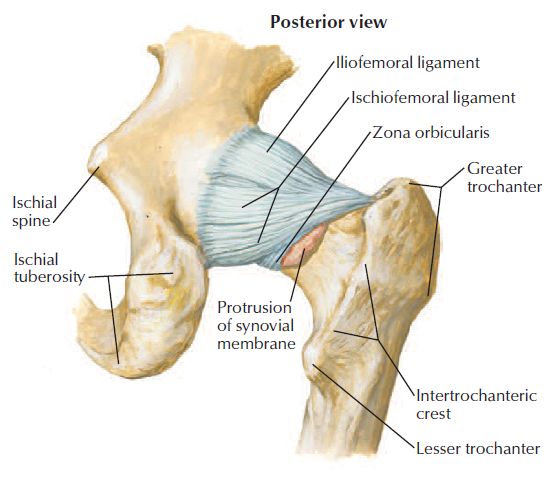 Posterior view
Iliofemoral ligament
Ischiofemoral ligament
Zona orbicularis
Greater
trochanter
Ischial
spine
Ischial
tuberosity
Protrusion
of synovial
membrane
Intertrochanteric
crest
Lesser trochanter